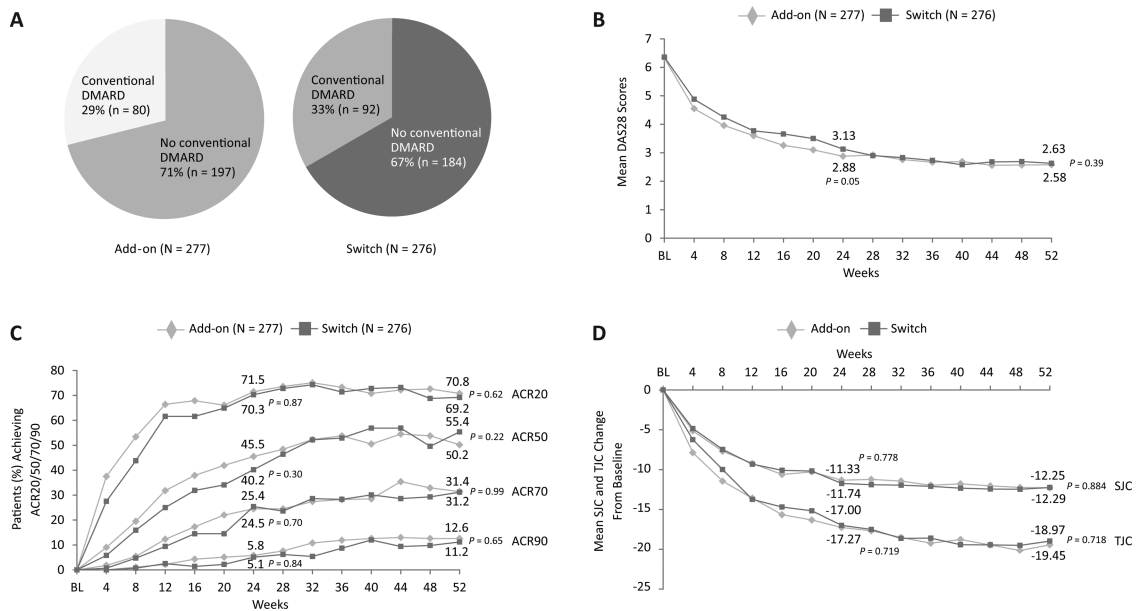 A
Conventional
DMARD
29% (n = 80)
No conventional
DMARD
71% (n = 197)
Add-on (N = 277)
Conventional
DMARD
33% (n = 92)
No conventional
DMARD
67% (n = 184)
Switch (N = 276)
B
Add-on (N = 277) Switch (N = 276)
Mean DAS28 Scores
7
6
5
4
3
2
1
0
3.13
2.88
P = 0.05
2.63
P = 0.39
2.58
BL 4 8 12 16 20 24 28 32 36 40 44 48 52
Weeks
C
Add-on (N = 277) Switch (N = 276)
Patients (%) Achieving
ACR20/50/70/90
80
70
60
50
40
30
20
10
0
71.5
P = 0.87
70.3
70.8
P = 0.62 ACR20
69.2
45.5
P = 0.30
40.2
55.4
P = 0.22 ACR50
50.2
25.4
24.5 P = 0.70
31.4
P = 0.99 ACR70
31.2
5.8
5.1 P = 0.84
12.6
P = 0.65 ACR90
11.2
BL 4 8 12 16 20 24 28 32 36 40 44 48 52
Weeks
D
Add-on Switch
Weeks
BL 4 8 12 16 20 24 28 32 36 40 44 48 52
Mean SJC and TJC Change
From Baseline
0
-5
-10
-15
-20
-25
P = 0.778
-11.33
-11.74
-12.25
P = 0.884 SJC
-12.29
-17.00
-17.27
P = 0.719
-18.97
P = 0.718 TJC
-19.45